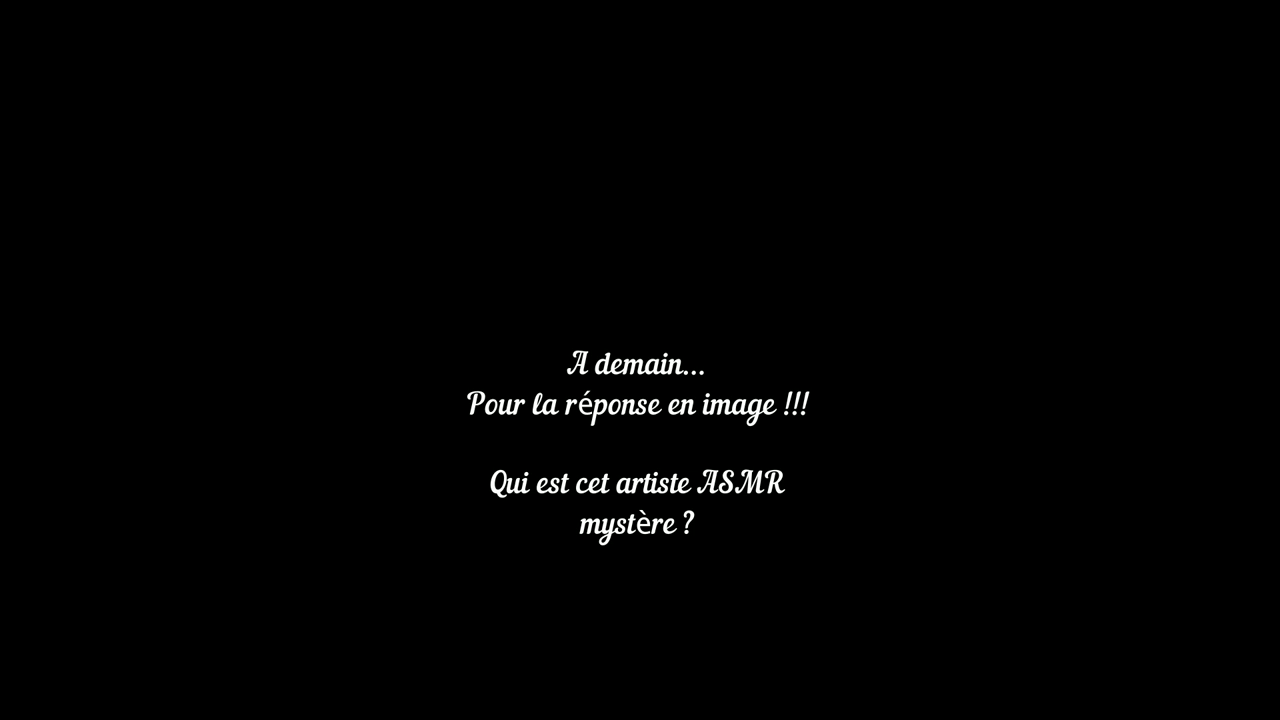 A demain...
Pour la réponse en image !!!
Qui est cet artiste ASMR
mystère ?